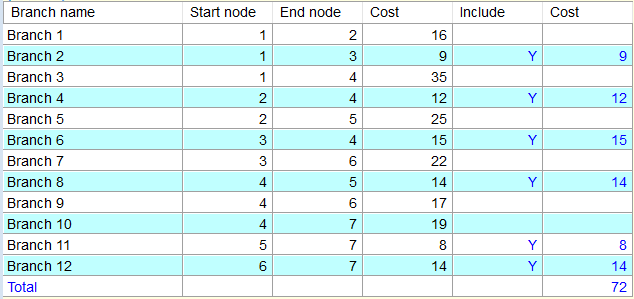 Branch name Start node End node Cost Include Cost
Branch 1 1 2 16
Branch 2 1 3 9 Y 9
Branch 3 1 4 35
Branch 4 2 4 12 Y 12
Branch 5 2 5 25
Branch 6 3 4 15 Y 15
Branch 7 3 6 22
Branch 8 4 5 14 Y 14
Branch 9 4 6 17
Branch 10 4 7 19
Branch 11 5 7 8 Y 8
Branch 12 6 7 14 Y 14
Total 72